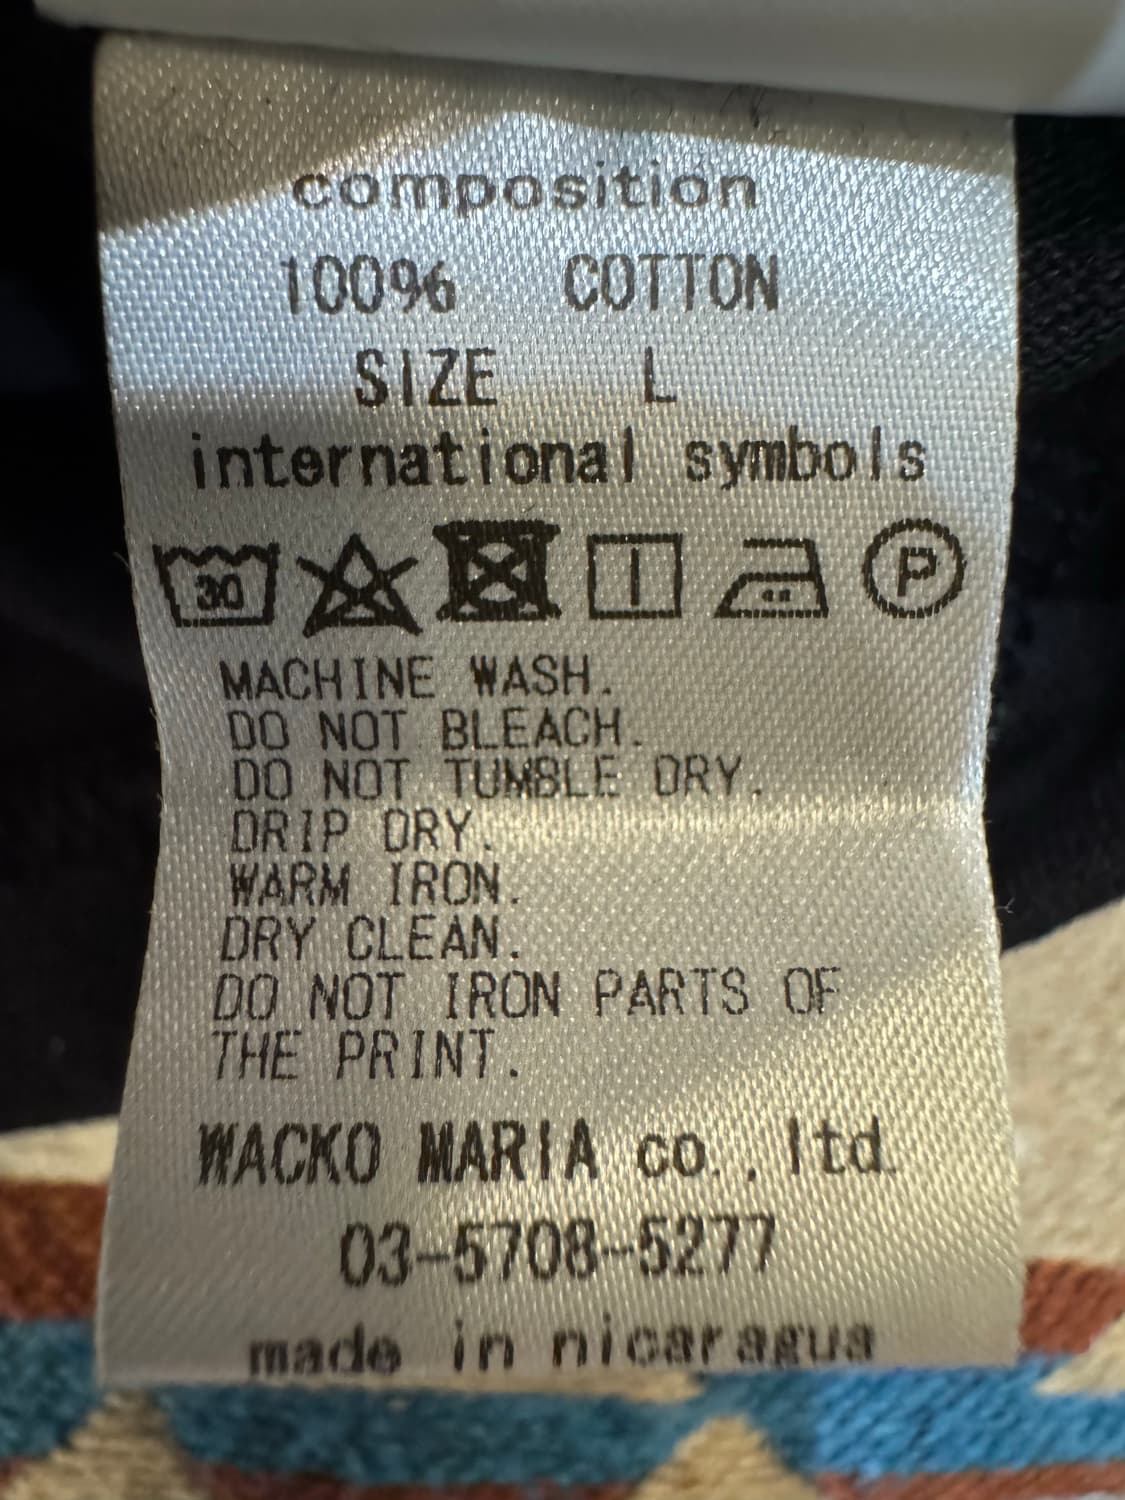 composition
100% COTTON
SIZE L
international symbols
30 P
MACHINE WASH.
DO NOT BLEACH.
DO NOT TUMBLE DRY.
DRIP DRY.
WARM IRON.
DRY CLEAN.
DO NOT IRON PARTS OF
THE PRINT.
WACKO MARIA co.,ltd.
03-5708-5277
made in nicaragua